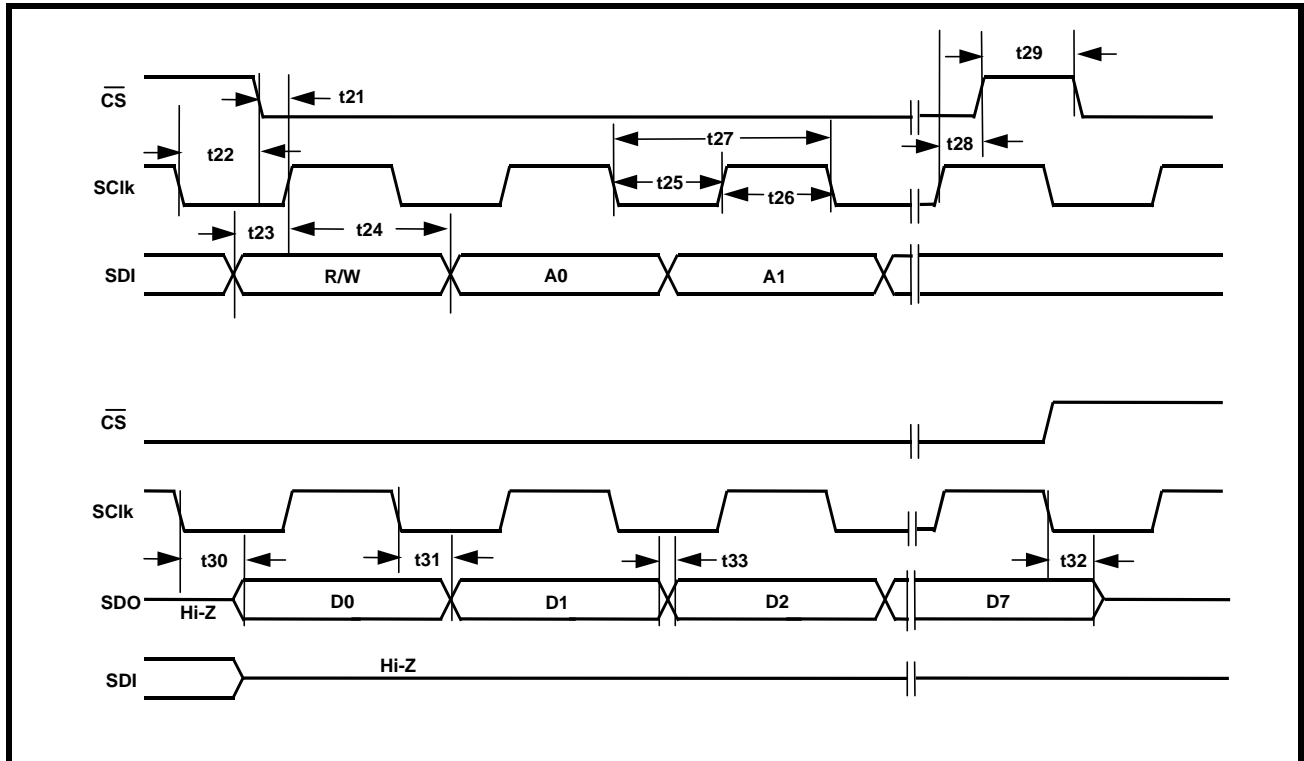 t29
CS
t21
t27
t22
t28
SClk
t25
t26
t23
t24
SDI
R/W
A0
A1
CS
SClk
t30
t31
t33
t32
SDO
Hi-Z
D0
D1
D2
D7
SDI
Hi-Z